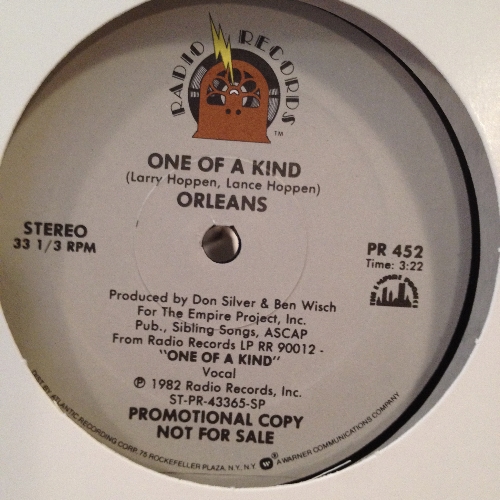 RADIO RECORDS
TM
ONE OF A KIND
(Larry Hoppen, Lance Hoppen)
ORLEANS
STEREO
33 1/3 RPM
PR 452
Time: 3:22
Produced by Don Silver & Ben Wisch
For The Empire Project, Inc.
Pub., Sibling Songs, ASCAP
From Radio Records LP RR 90012 -
"ONE OF A KIND"
Vocal
℗ 1982 Radio Records, Inc.
ST-PR-43365-SP
PROMOTIONAL COPY
NOT FOR SALE
DIST. BY ATLANTIC RECORDING CORP., 75 ROCKEFELLER PLAZA, N.Y., N.Y. W ® A WARNER COMMUNICATIONS COMPANY